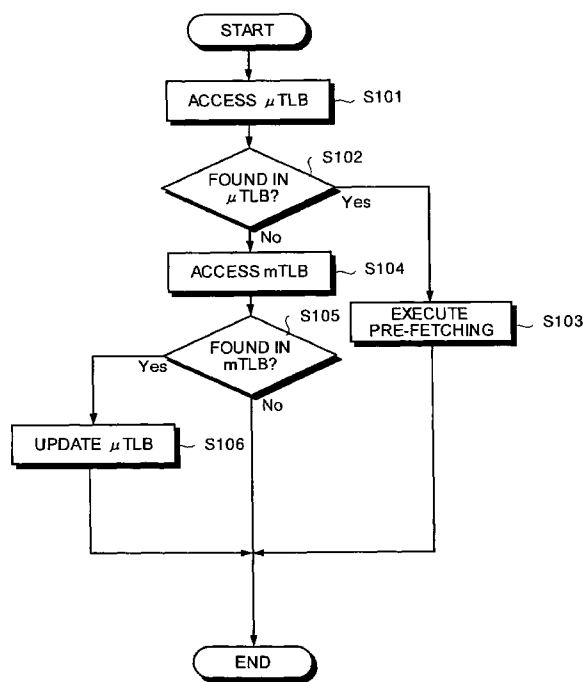 START
ACCESS μTLB
S101
S102
FOUND IN
μTLB?
Yes
No
ACCESS mTLB
S104
S105
EXECUTE
PRE-FETCHING
S103
FOUND IN
mTLB?
Yes
No
UPDATE μTLB
S106
END